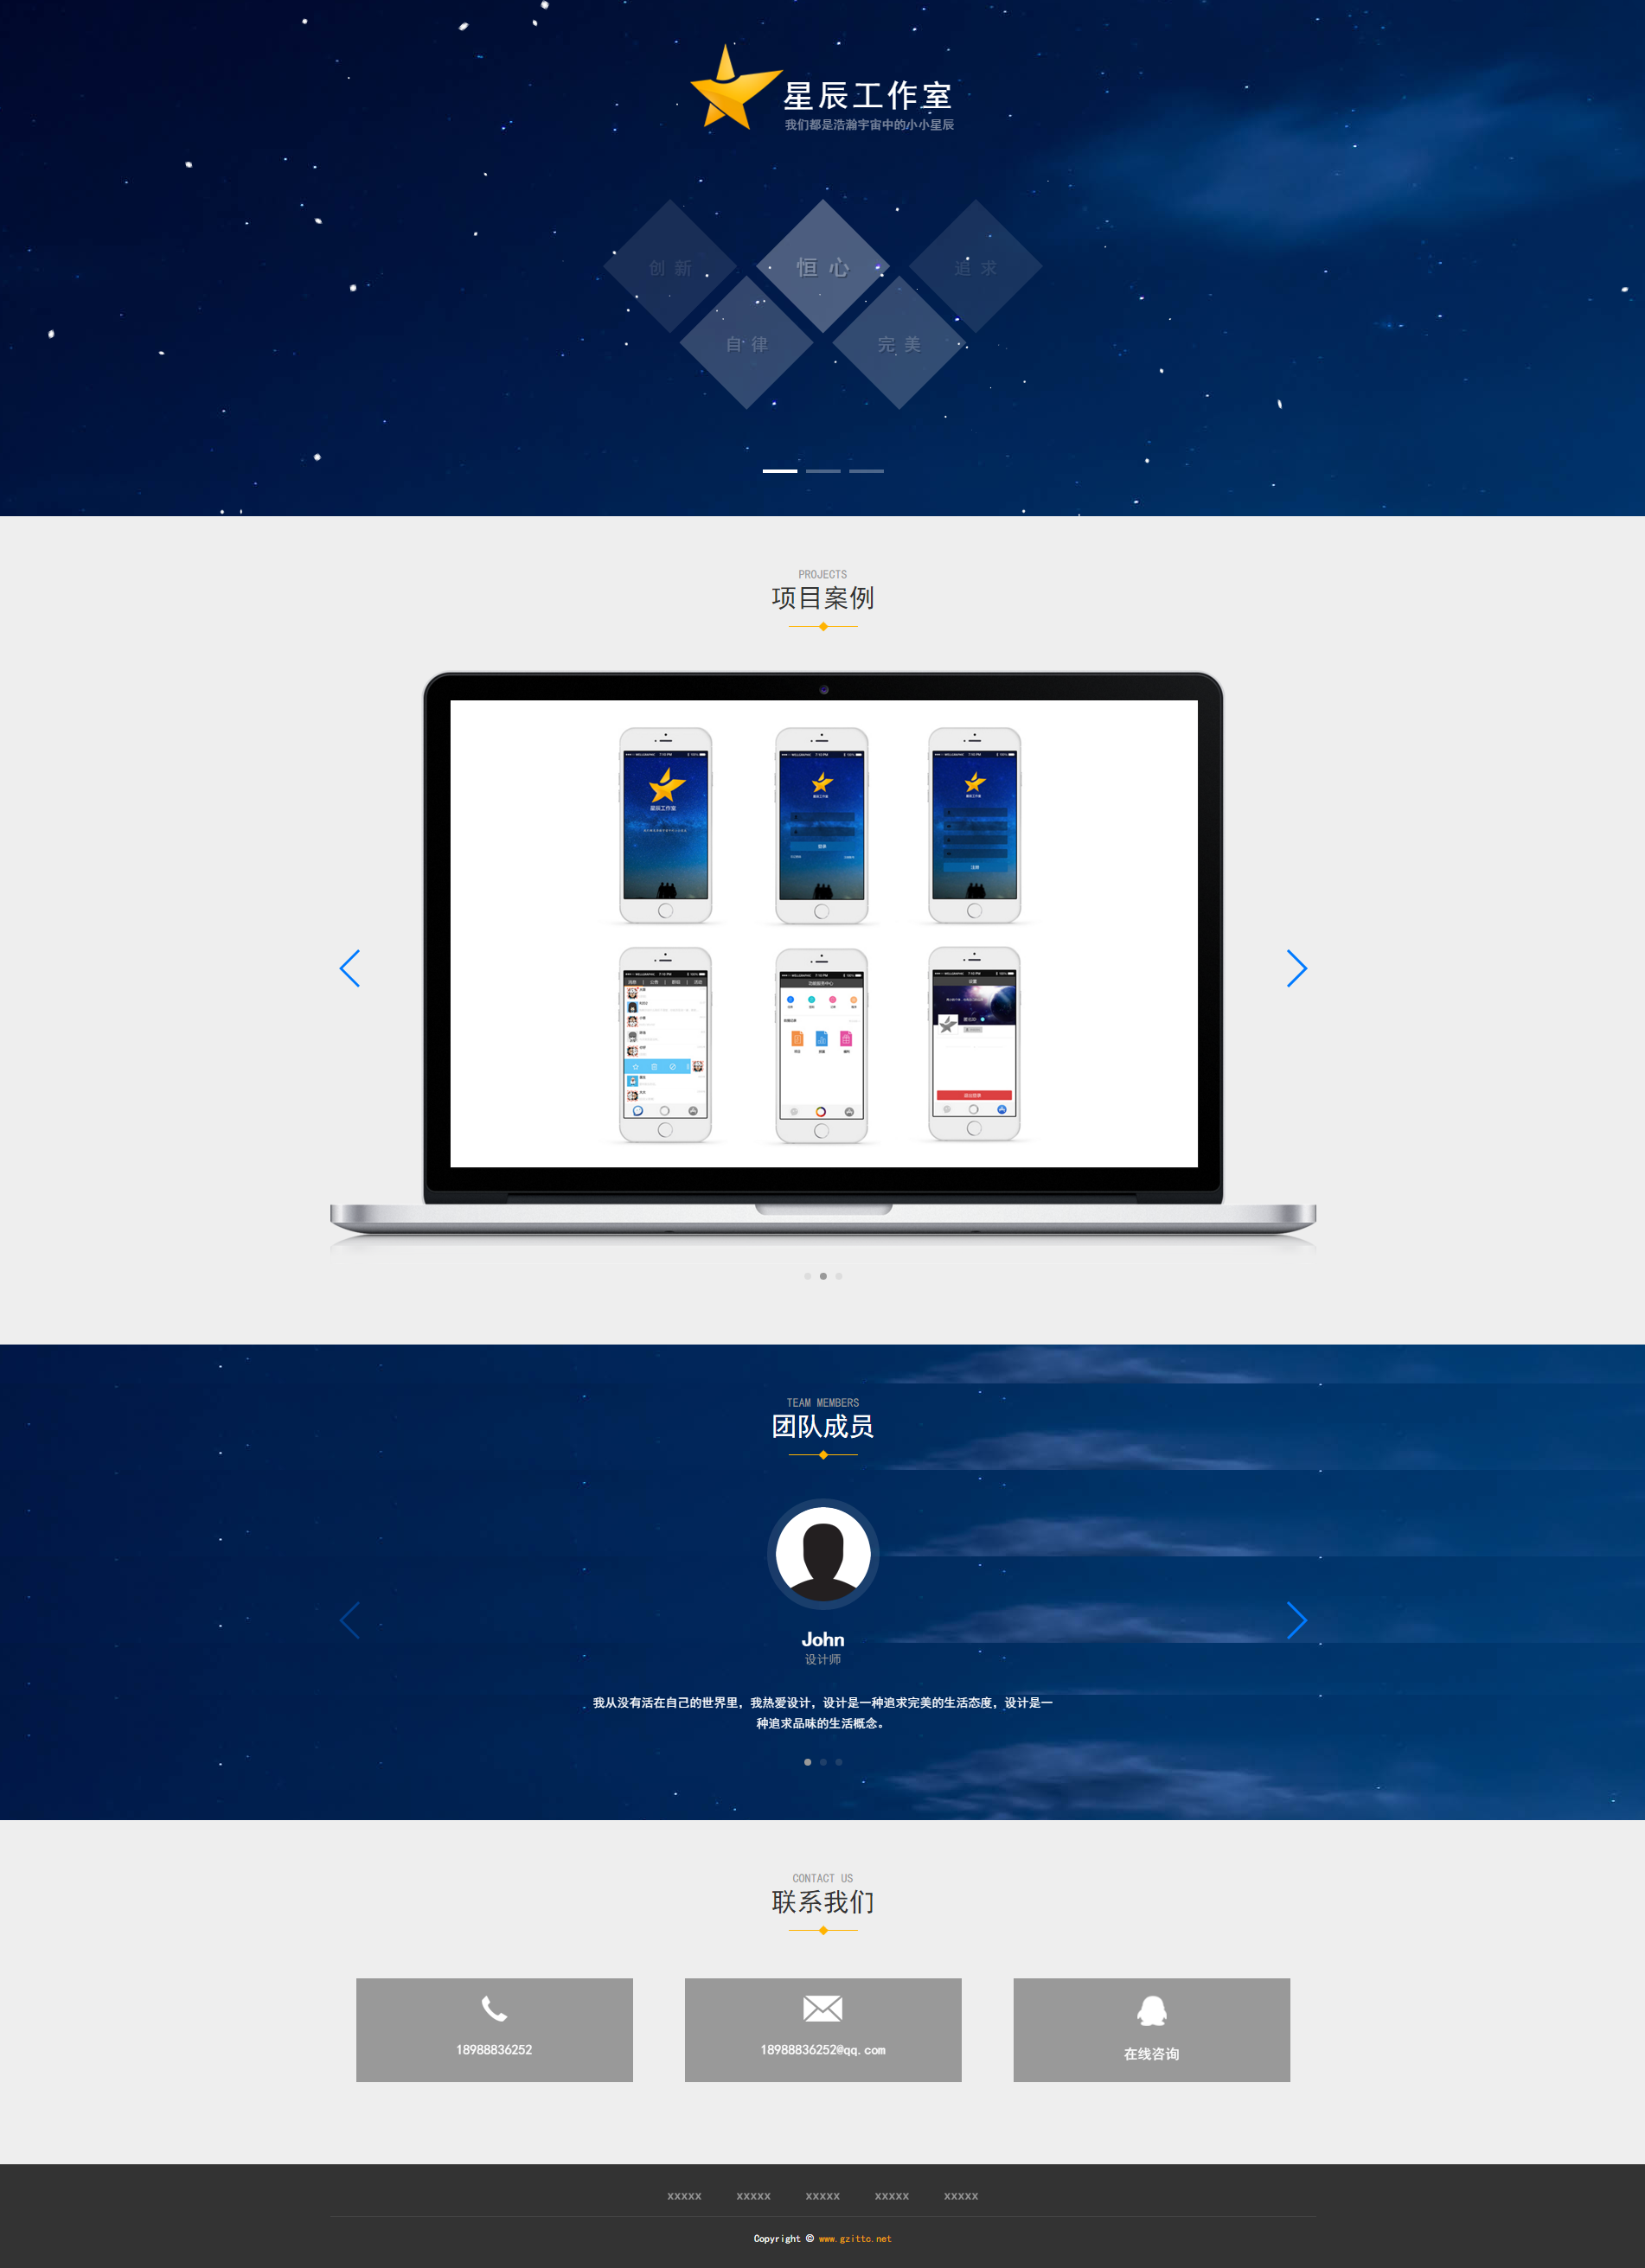 星辰工作室
我们都是浩瀚宇宙中的小小星辰
创 新
恒 心
追 求
自 律
完 美
PROJECTS
项目案例
星辰工作室
TEAM MEMBERS
团队成员
John
设计师
我从没有活在自己的世界里，我热爱设计，设计是一种追求完美的生活态度，设计是一
种追求品味的生活概念。
CONTACT US
联系我们
18988836252
18988836252@qq.com
在线咨询
xxxxx xxxxx xxxxx xxxxx xxxxx
Copyright © www.gzittc.net